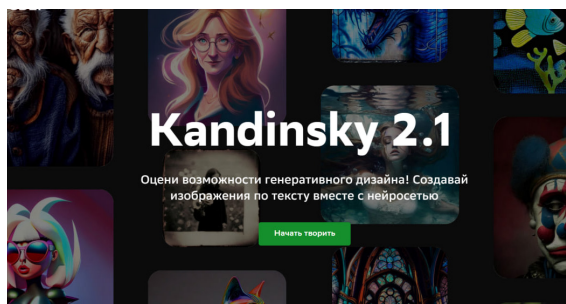 Kandinsky 2.1
Оцени возможности генеративного дизайна! Создавай
изображения по тексту вместе с нейросетью
Начать творить